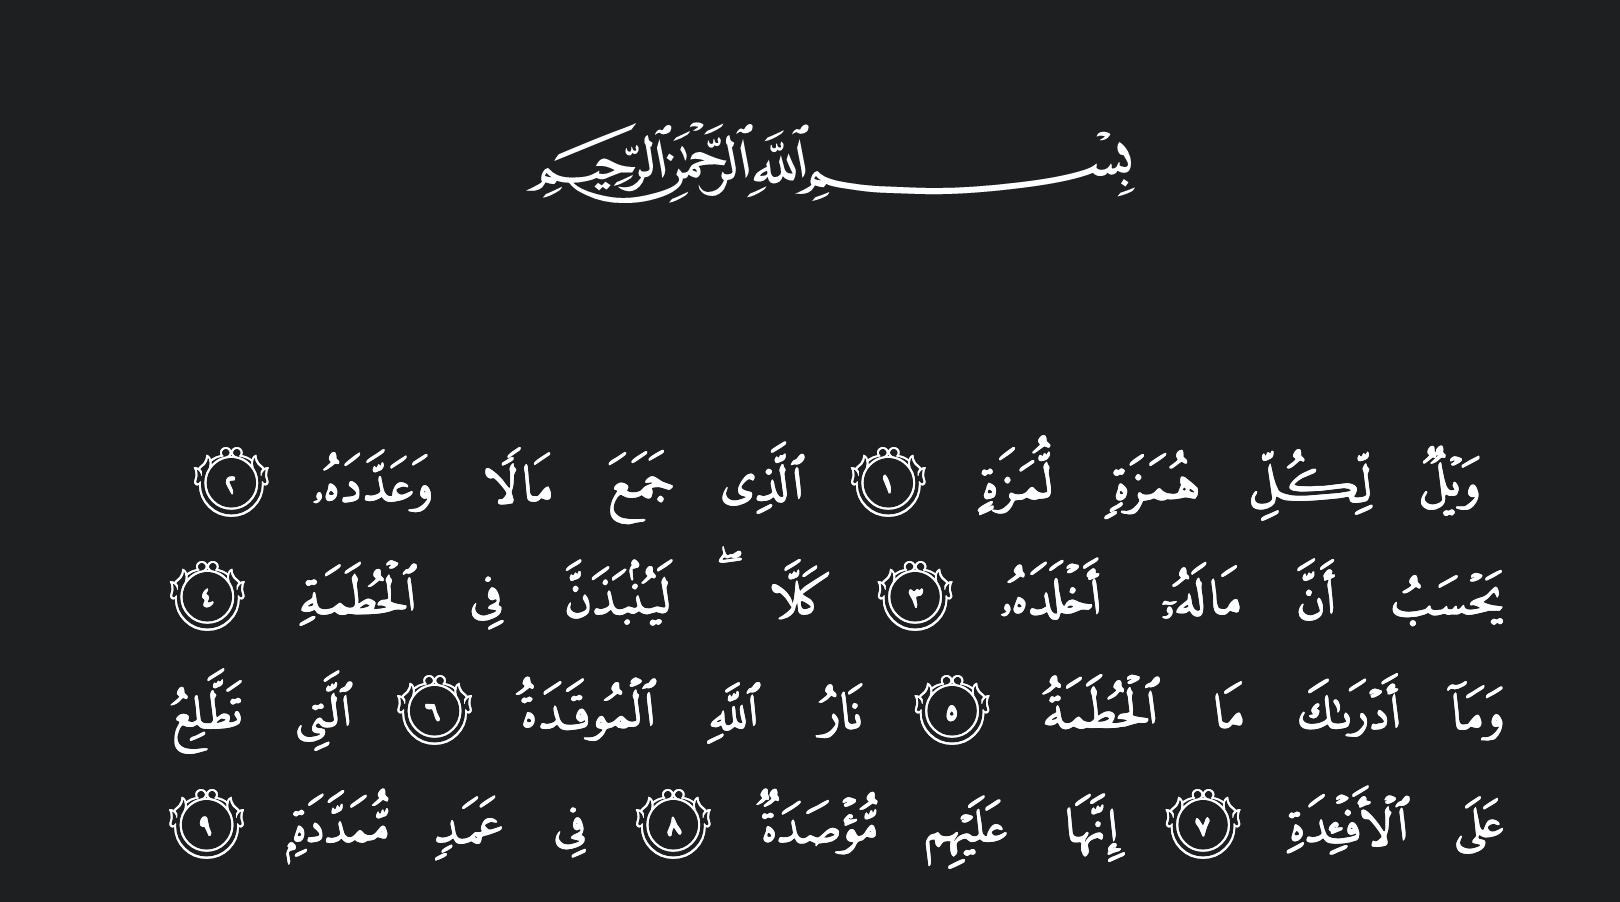 بِسْمِ ٱللَّهِ ٱلرَّحْمَٰنِ ٱلرَّحِيمِ
وَيْلٌ لِّكُلِّ هُمَزَةٍ لُّمَزَةٍ ١ ٱلَّذِى جَمَعَ مَالًا وَعَدَّدَهُۥ ٢
يَحْسَبُ أَنَّ مَالَهُۥٓ أَخْلَدَهُۥ ٣ كَلَّا ۖ لَيُنۢبَذَنَّ فِى ٱلْحُطَمَةِ ٤
وَمَآ أَدْرَىٰكَ مَا ٱلْحُطَمَةُ ٥ نَارُ ٱللَّهِ ٱلْمُوقَدَةُ ٦ ٱلَّتِى تَطَّلِعُ
عَلَى ٱلْأَفْـِٔدَةِ ٧ إِنَّهَا عَلَيْهِم مُّؤْصَدَةٌ ٨ فِى عَمَدٍ مُّمَدَّدَةٍۭ ٩